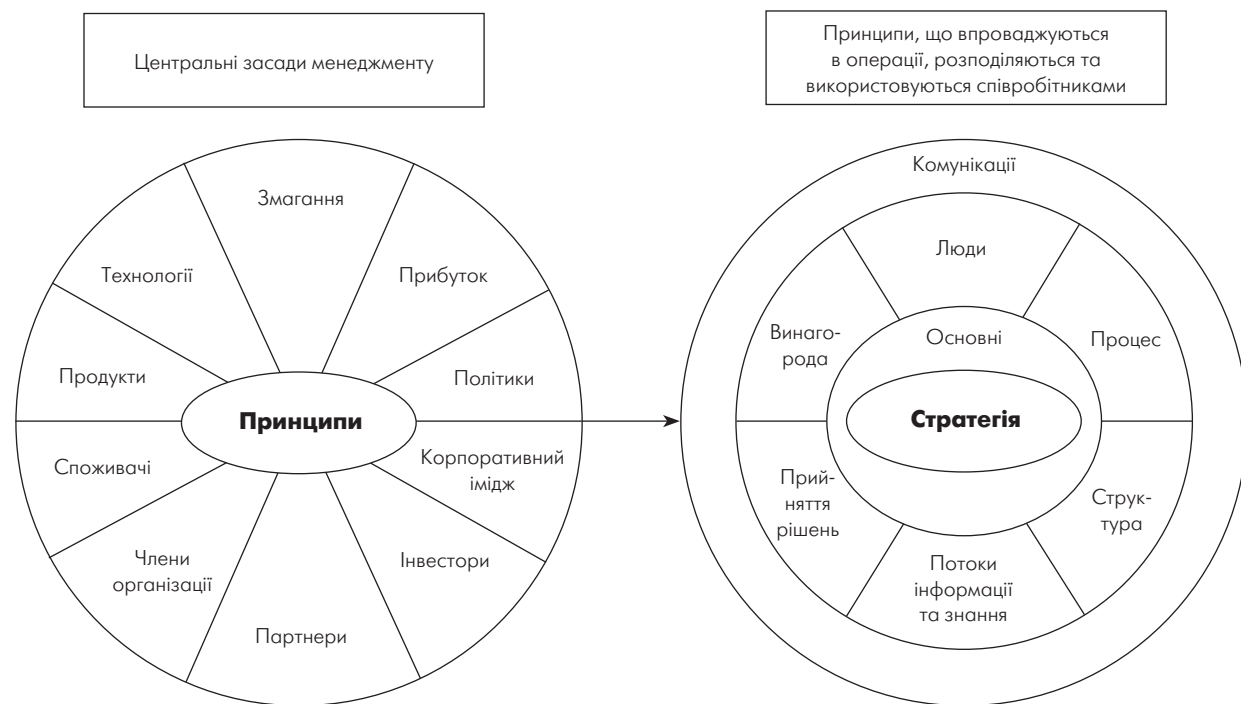 Центральні засади менеджменту
Принципи, що впроваджуються
в операції, розподіляються та
використовуються співробітниками
Змагання
Технології
Прибуток
Продукти
Політики
Принципи
Споживачі
Корпоративний
імідж
Члени
організації
Інвестори
Партнери
Комунікації
Люди
Винаго-
рода
Основні
Процес
Стратегія
Прий-
няття
рішень
Струк-
тура
Потоки
інформації
та знання